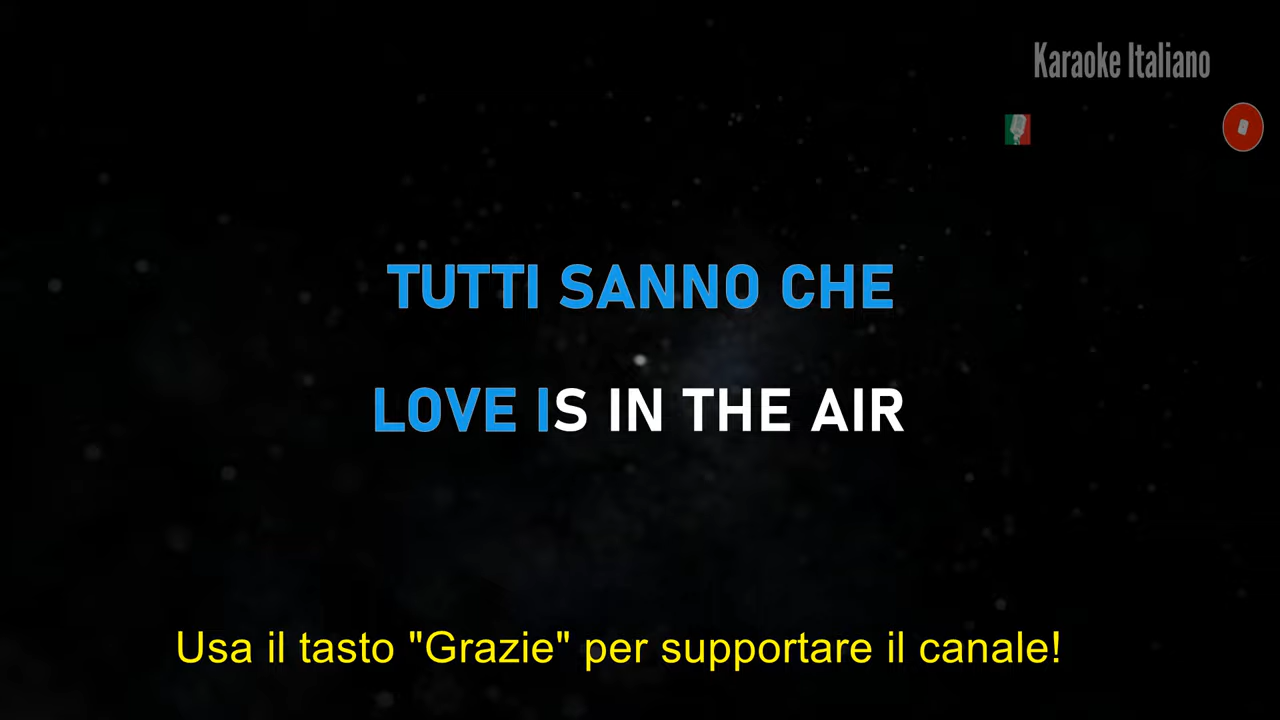 Karaoke Italiano
TUTTI SANNO CHE
LOVE IS IN THE AIR
Usa il tasto "Grazie" per supportare il canale!